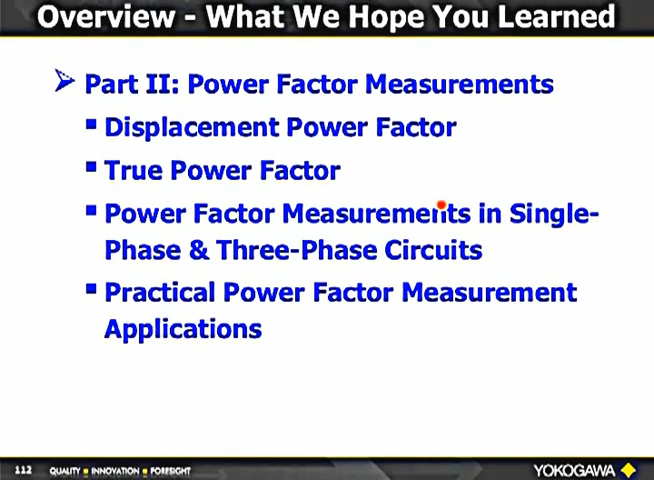 Overview - What We Hope You Learned
Part II: Power Factor Measurements
Displacement Power Factor
True Power Factor
Power Factor Measurements in Single-
Phase & Three-Phase Circuits
Practical Power Factor Measurement
Applications
112 QUALITY INNOVATION FORESIGHT YOKOGAWA